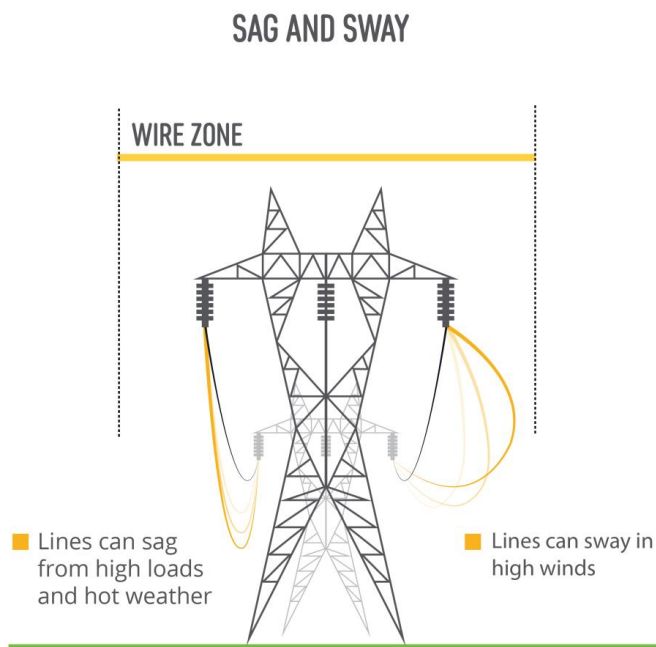 SAG AND SWAY
WIRE ZONE
Lines can sag
from high loads
and hot weather
Lines can sway in
high winds